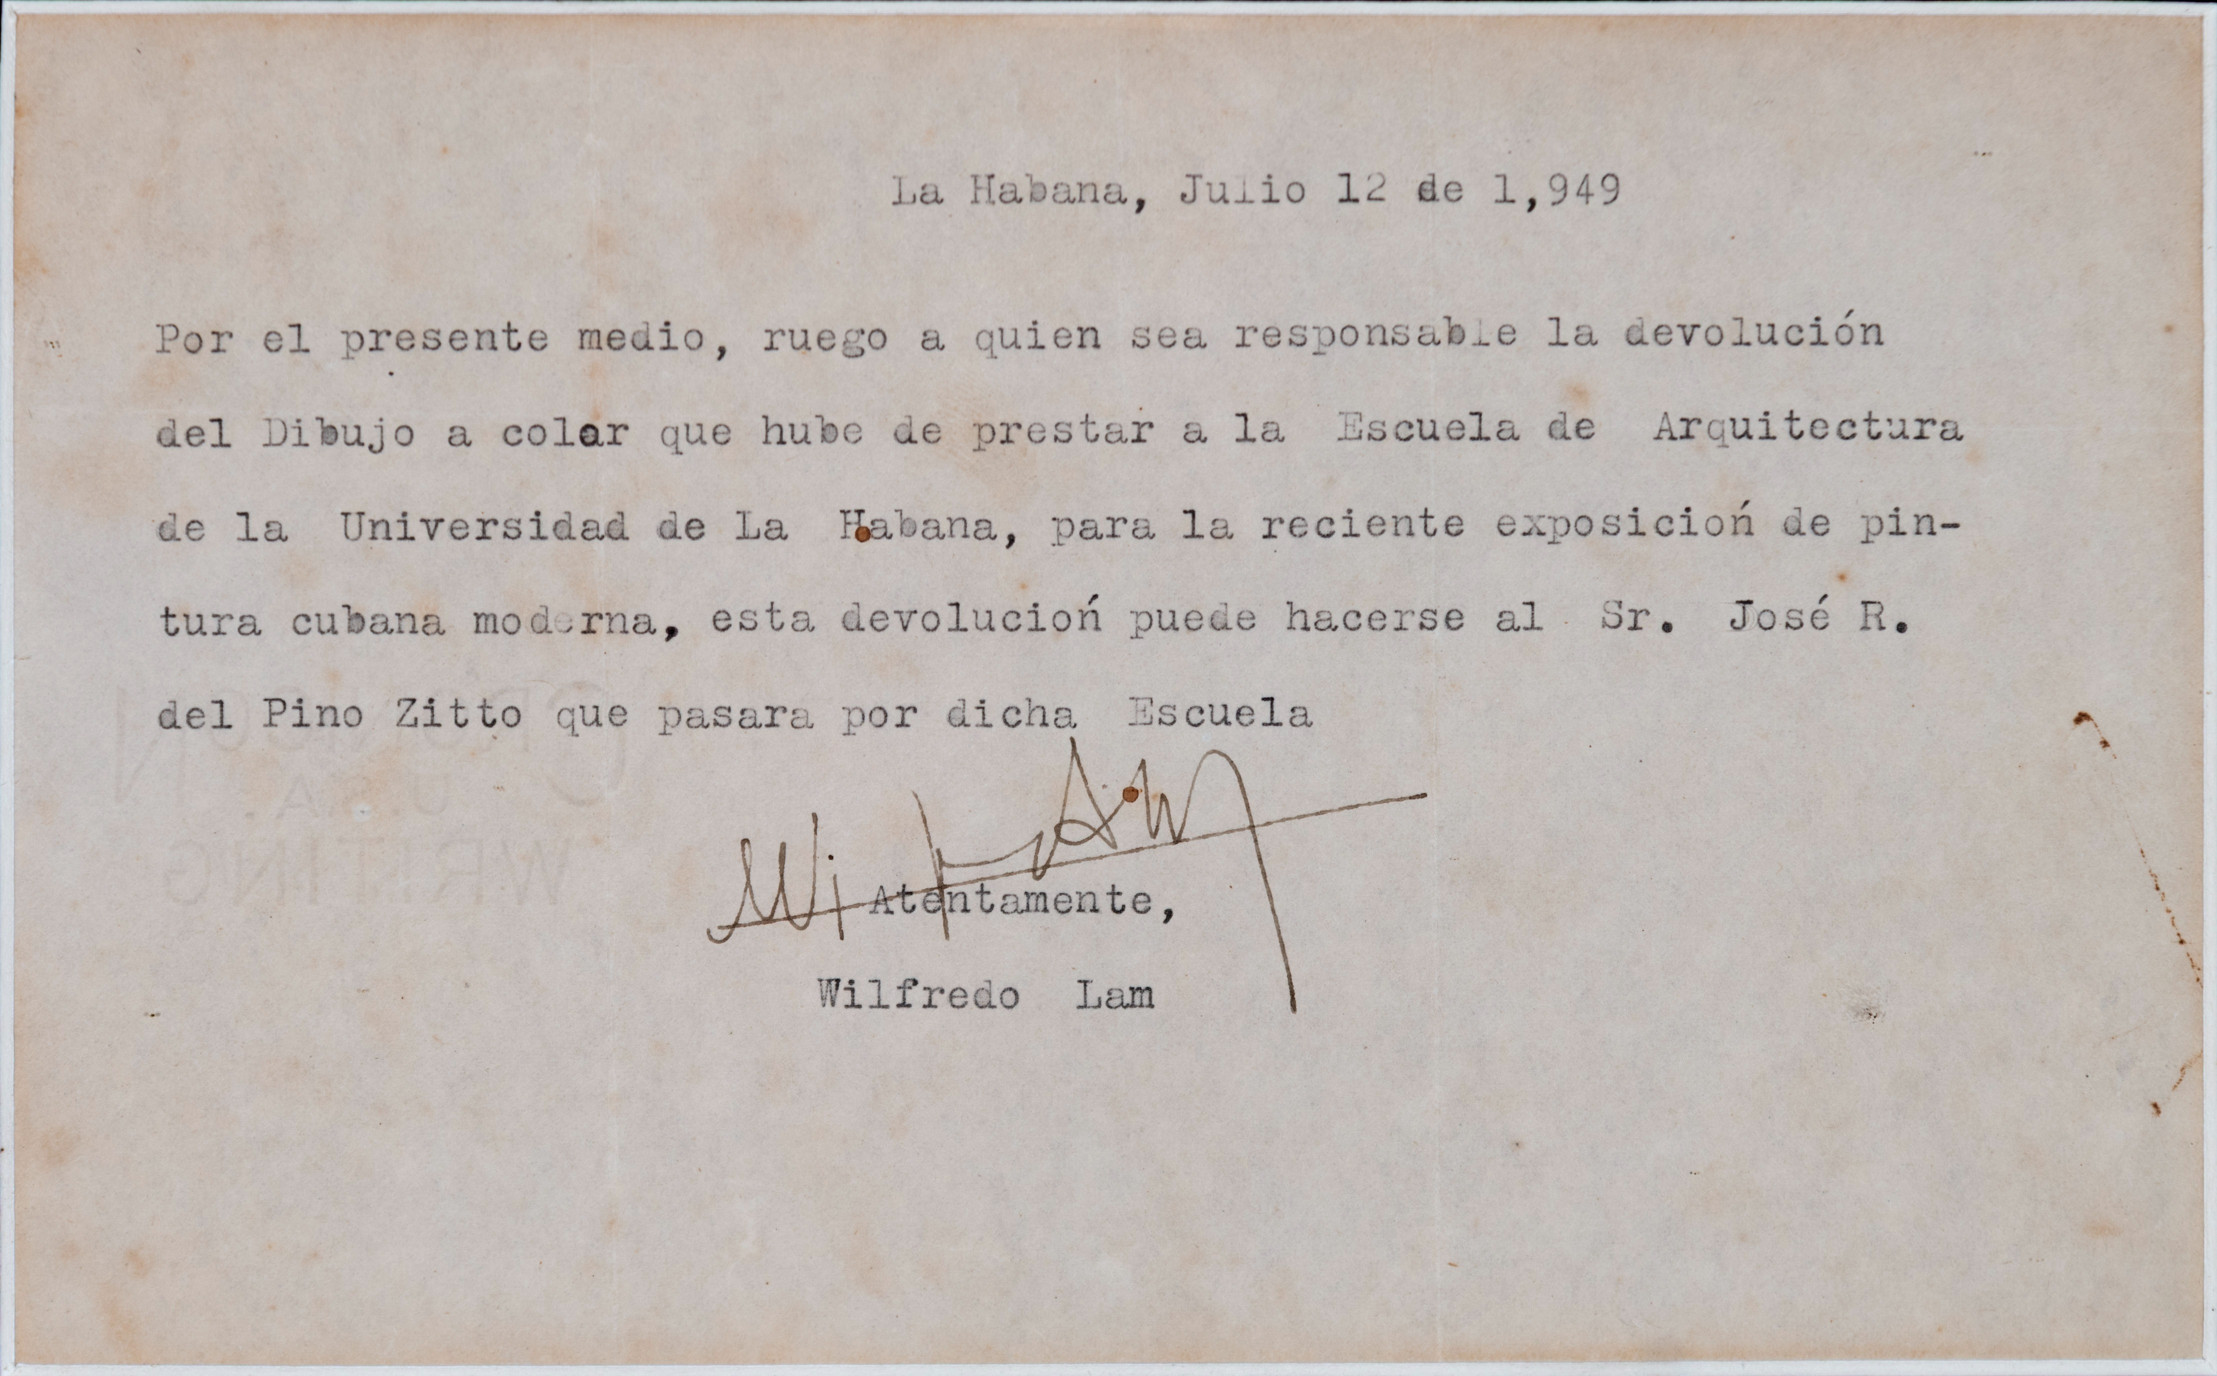 La Habana, Julio 12 de 1,949
Por el presente medio, ruego a quien sea responsable la devolución
del Dibujo a color que hube de prestar a la Escuela de Arquitectura
de la Universidad de La Habana, para la reciente exposicioń de pin-
tura cubana moderna, esta devolucioń puede hacerse al Sr. José R.
del Pino Zitto que pasara por dicha Escuela
Atentamente,
Wilfredo Lam
U.S.A.
WRITING